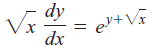 √x dy/dx = e^(y+√x)